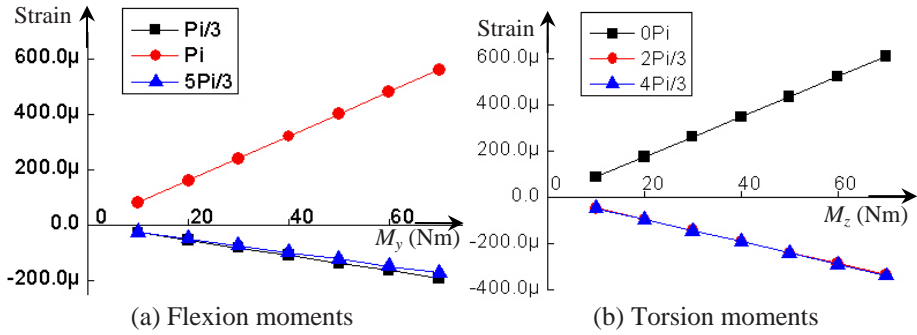 Strain
Pi/3
Pi
5Pi/3
600.0µ
400.0µ
200.0µ
0.0
-200.0µ
0 20 40 60
My (Nm)
(a) Flexion moments
Strain
0Pi
2Pi/3
4Pi/3
600.0µ
400.0µ
200.0µ
0.0
-200.0µ
-400.0µ
0 20 40 60
Mz (Nm)
(b) Torsion moments